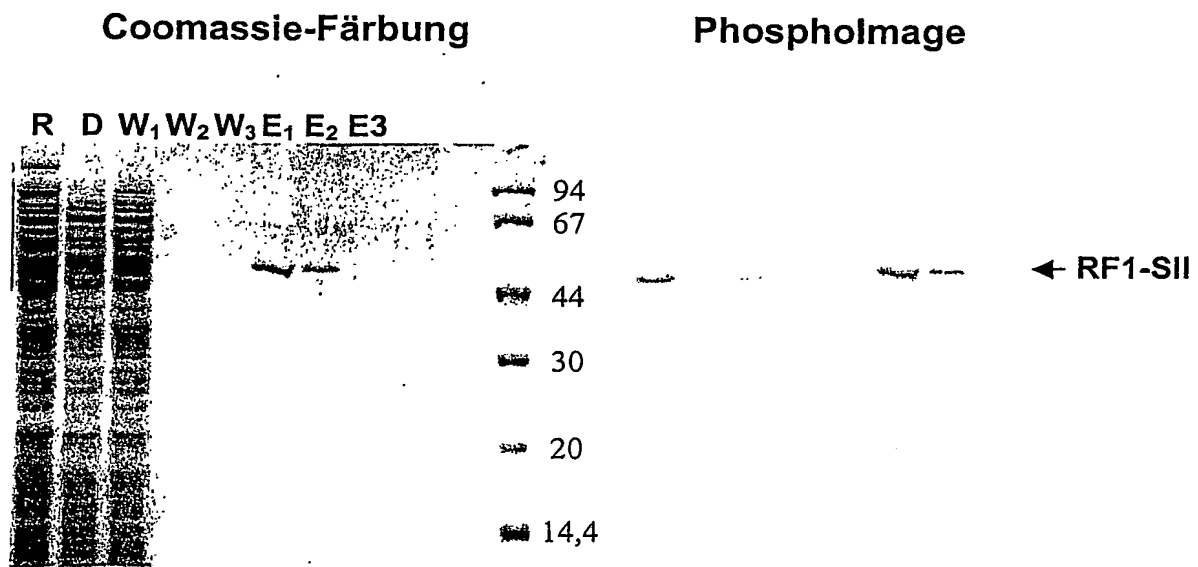 Coomassie-Färbung
PhosphoImage
R D W₁ W₂ W₃ E₁ E₂ E3
94
67
← RF1-SII
44
30
20
14,4